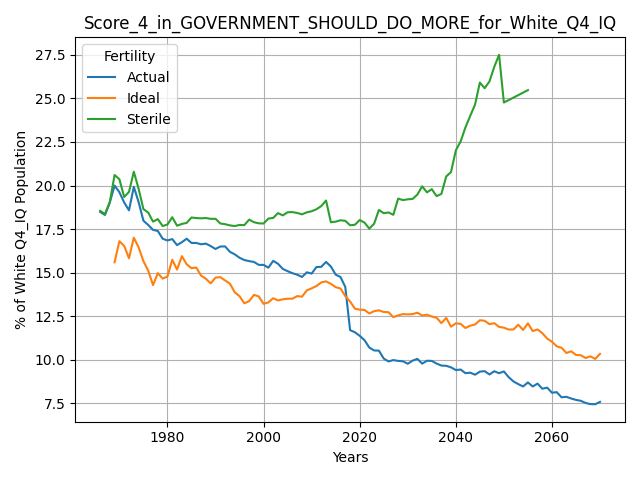 Score_4_in_GOVERNMENT_SHOULD_DO_MORE_for_White_Q4_IQ
Fertility
Actual
Ideal
Sterile
% of White Q4_IQ Population
27.5
25.0
22.5
20.0
17.5
15.0
12.5
10.0
7.5
1980
2000
2020
2040
2060
Years